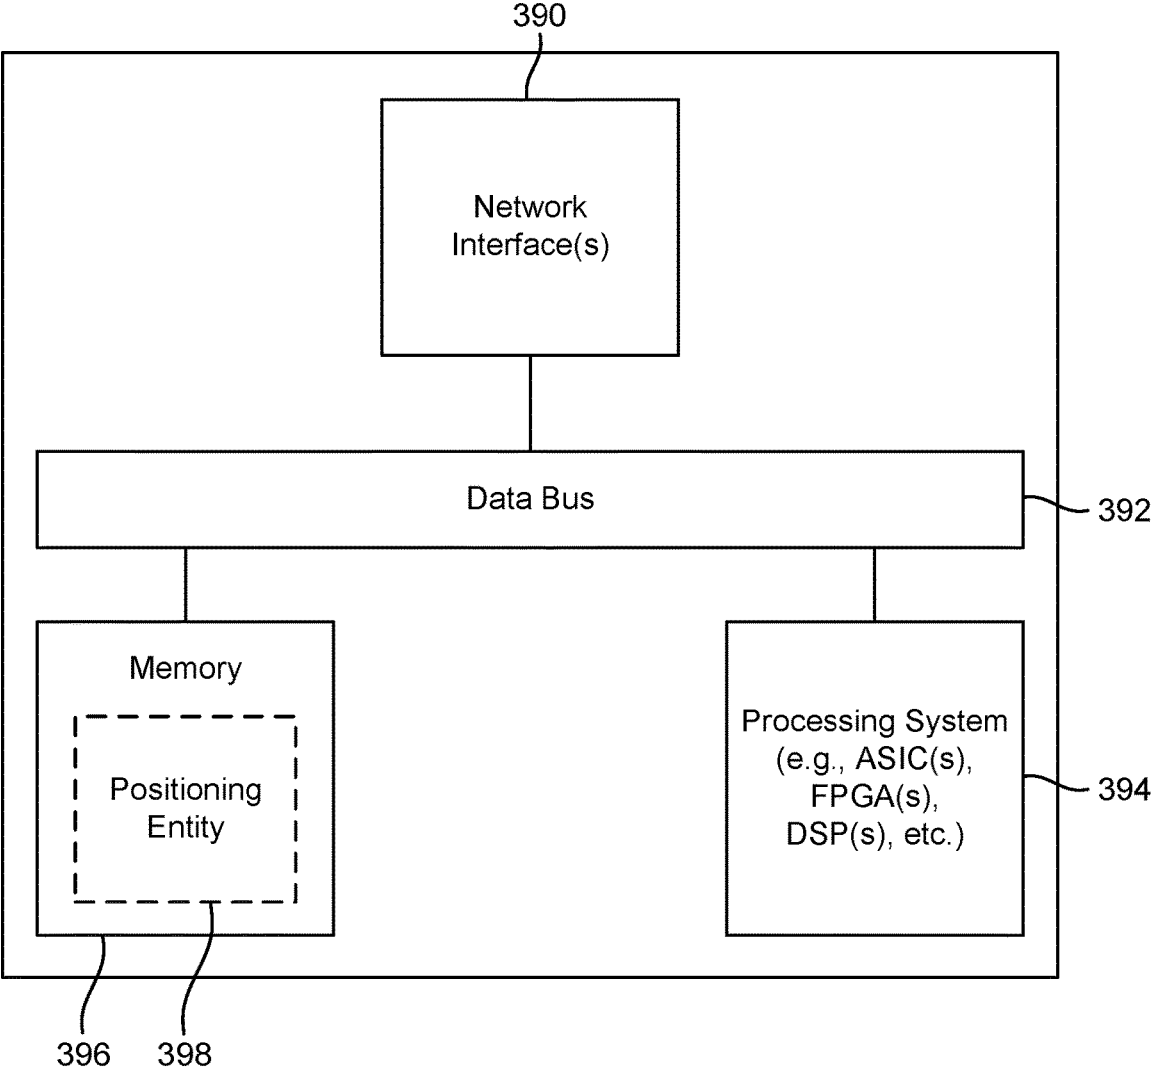 390
Network
Interface(s)
Data Bus
392
Memory
Positioning
Entity
Processing System
(e.g., ASIC(s),
FPGA(s),
DSP(s), etc.)
394
396
398